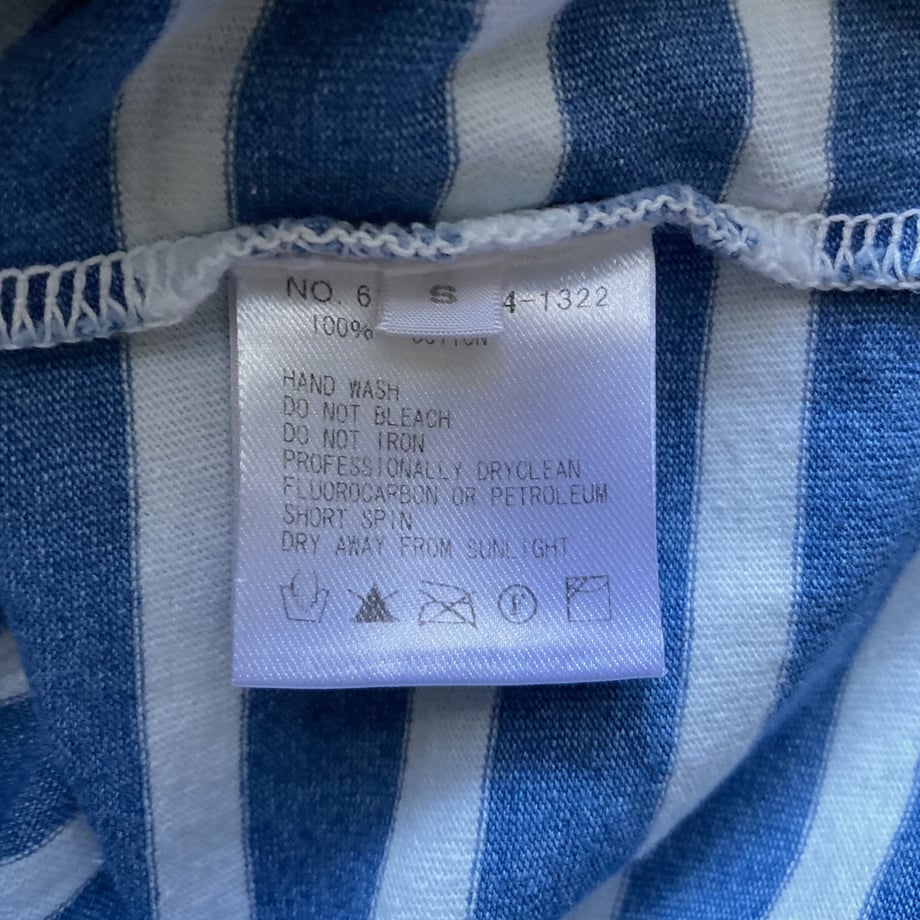 NO. 6 S 4-1322
100% COTTON
HAND WASH
DO NOT BLEACH
DO NOT IRON
PROFESSIONALLY DRYCLEAN
FLUOROCARBON OR PETROLEUM
SHORT SPIN
DRY AWAY FROM SUNLIGHT
P